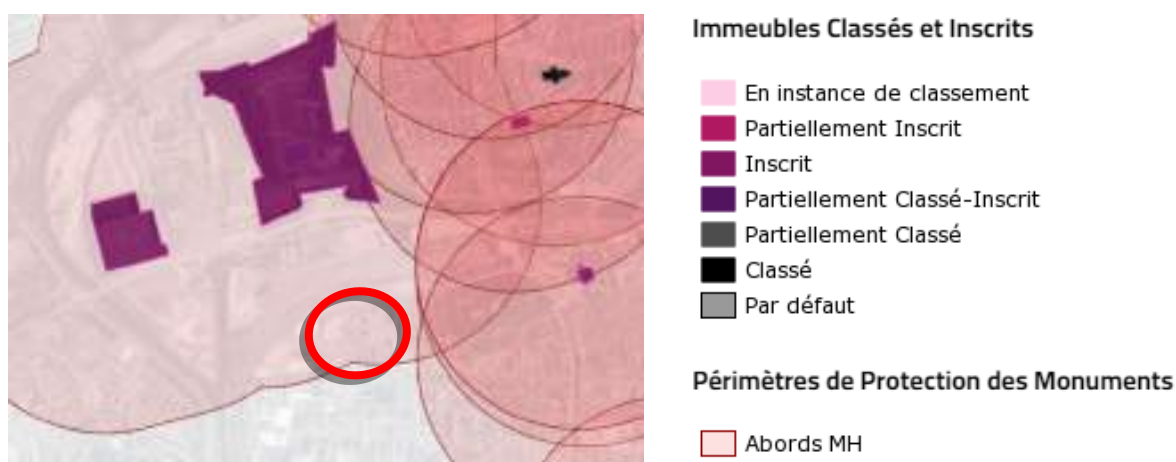 Immeubles Classés et Inscrits
En instance de classement
Partiellement Inscrit
Inscrit
Partiellement Classé-Inscrit
Partiellement Classé
Classé
Par défaut
Périmètres de Protection des Monuments
Abords MH